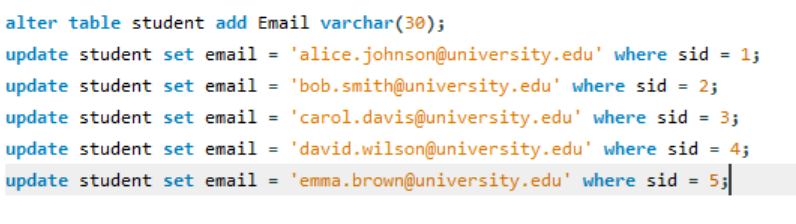 alter table student add Email varchar(30);
update student set email = 'alice.johnson@university.edu' where sid = 1;
update student set email = 'bob.smith@university.edu' where sid = 2;
update student set email = 'carol.davis@university.edu' where sid = 3;
update student set email = 'david.wilson@university.edu' where sid = 4;
update student set email = 'emma.brown@university.edu' where sid = 5;